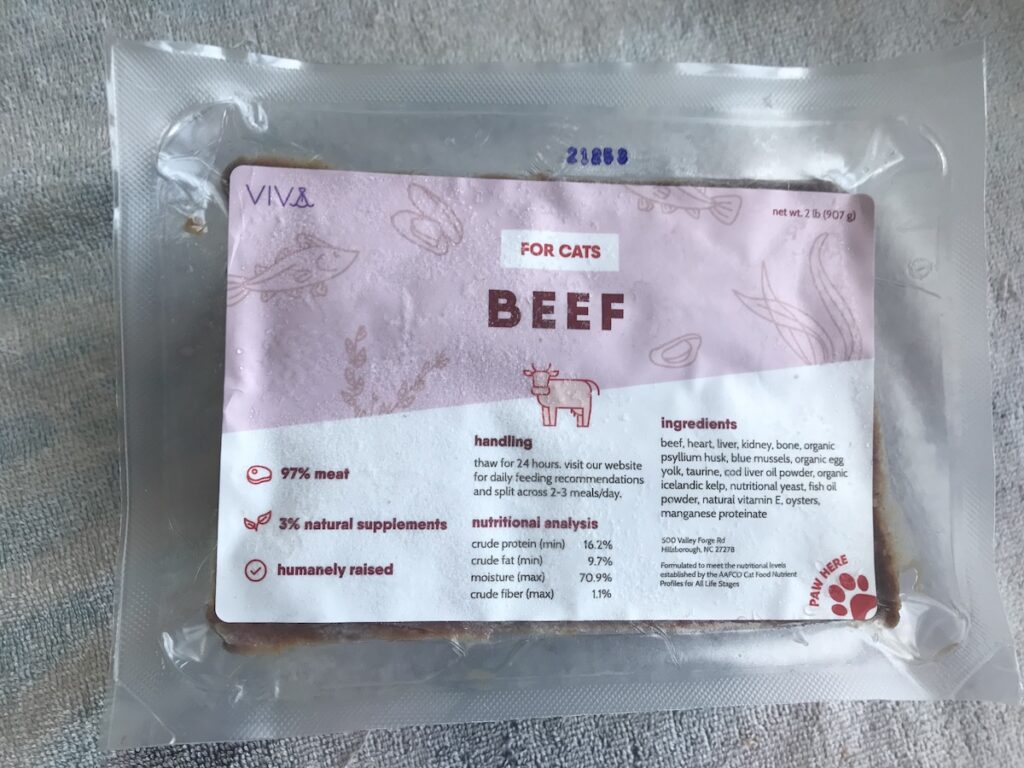 VIVA
net wt. 2 lb (907 g)
FOR CATS
BEEF
97% meat
3% natural supplements
humanely raised
handling
thaw for 24 hours. visit our website
for daily feeding recommendations
and split across 2-3 meals/day.
nutritional analysis
crude protein (min) 16.2%
crude fat (min) 9.7%
moisture (max) 70.9%
crude fiber (max) 1.1%
ingredients
beef, heart, liver, kidney, bone, organic
psyllium husk, blue mussels, organic egg
yolk, taurine, cod liver oil powder, organic
icelandic kelp, nutritional yeast, fish oil
powder, natural vitamin E, oysters,
manganese proteinate
500 Valley Forge Rd
Hillsborough, NC 27278
Formulated to meet the nutritional levels
established by the AAFCO Cat Food Nutrient
Profiles for All Life Stages
PAW HERE